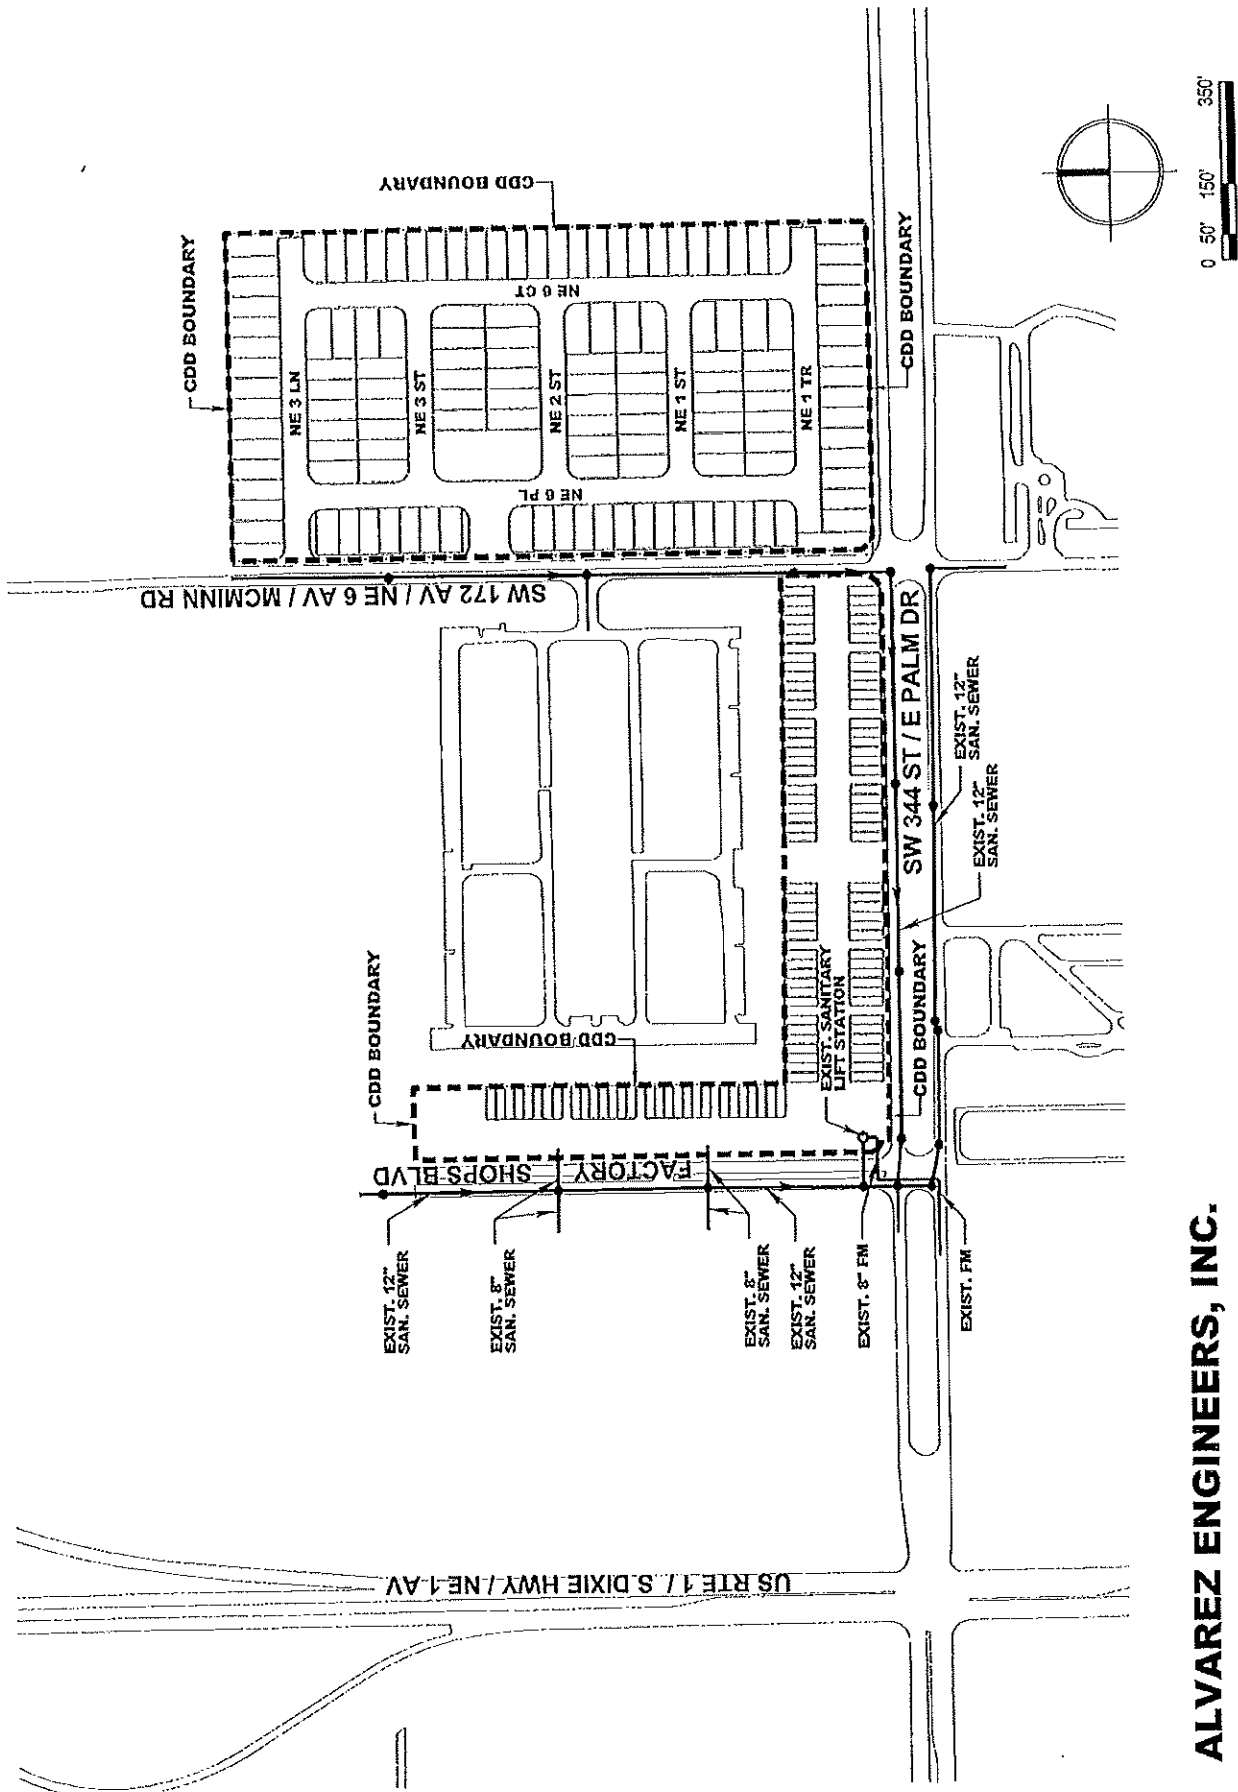 CDD BOUNDARY
CDD BOUNDARY
NE 3 LN
NE 3 ST
NE 2 ST
NE 1 ST
NE 1 TR
NE 6 CT
NE 6 PL
CDD BOUNDARY
0 50' 150' 350'
SW 172 AV / NE 6 AV / MCMINN RD
SW 344 ST / E PALM DR
EXIST. 12"
SAN. SEWER
EXIST. 12"
SAN. SEWER
CDD BOUNDARY
CDD BOUNDARY
EXIST. SANITARY
LIFT STATION
CDD BOUNDARY
FACTORY
SHOPS BLVD
EXIST. 12"
SAN. SEWER
EXIST. 8"
SAN. SEWER
EXIST. 8"
SAN. SEWER
EXIST. 12"
SAN. SEWER
EXIST. 8" FM
EXIST. FM
US RTE 1 / S. DIXIE HWY / NE 1 AV
ALVAREZ ENGINEERS, INC.